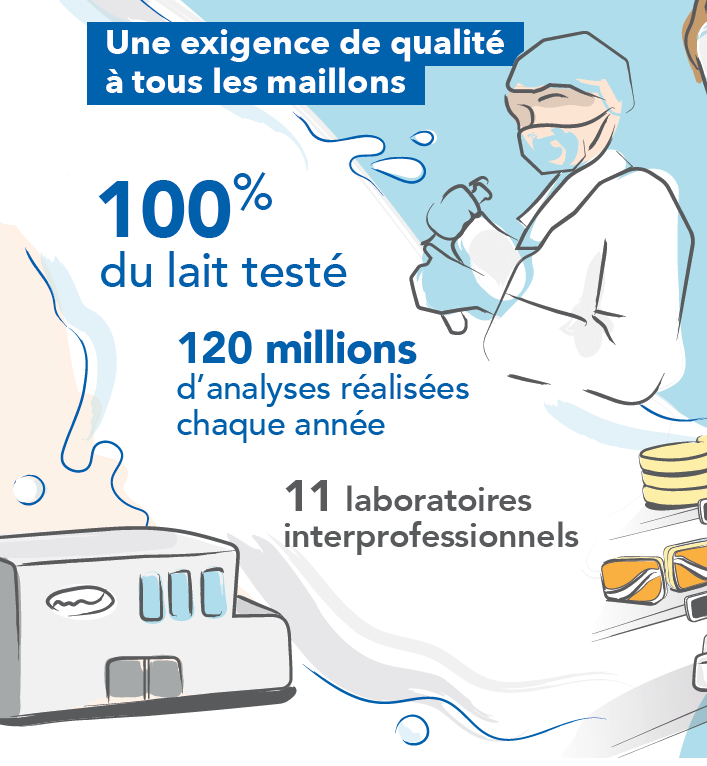 Une exigence de qualité
à tous les maillons
100%
du lait testé
120 millions
d’analyses réalisées
chaque année
11 laboratoires
interprofessionnels